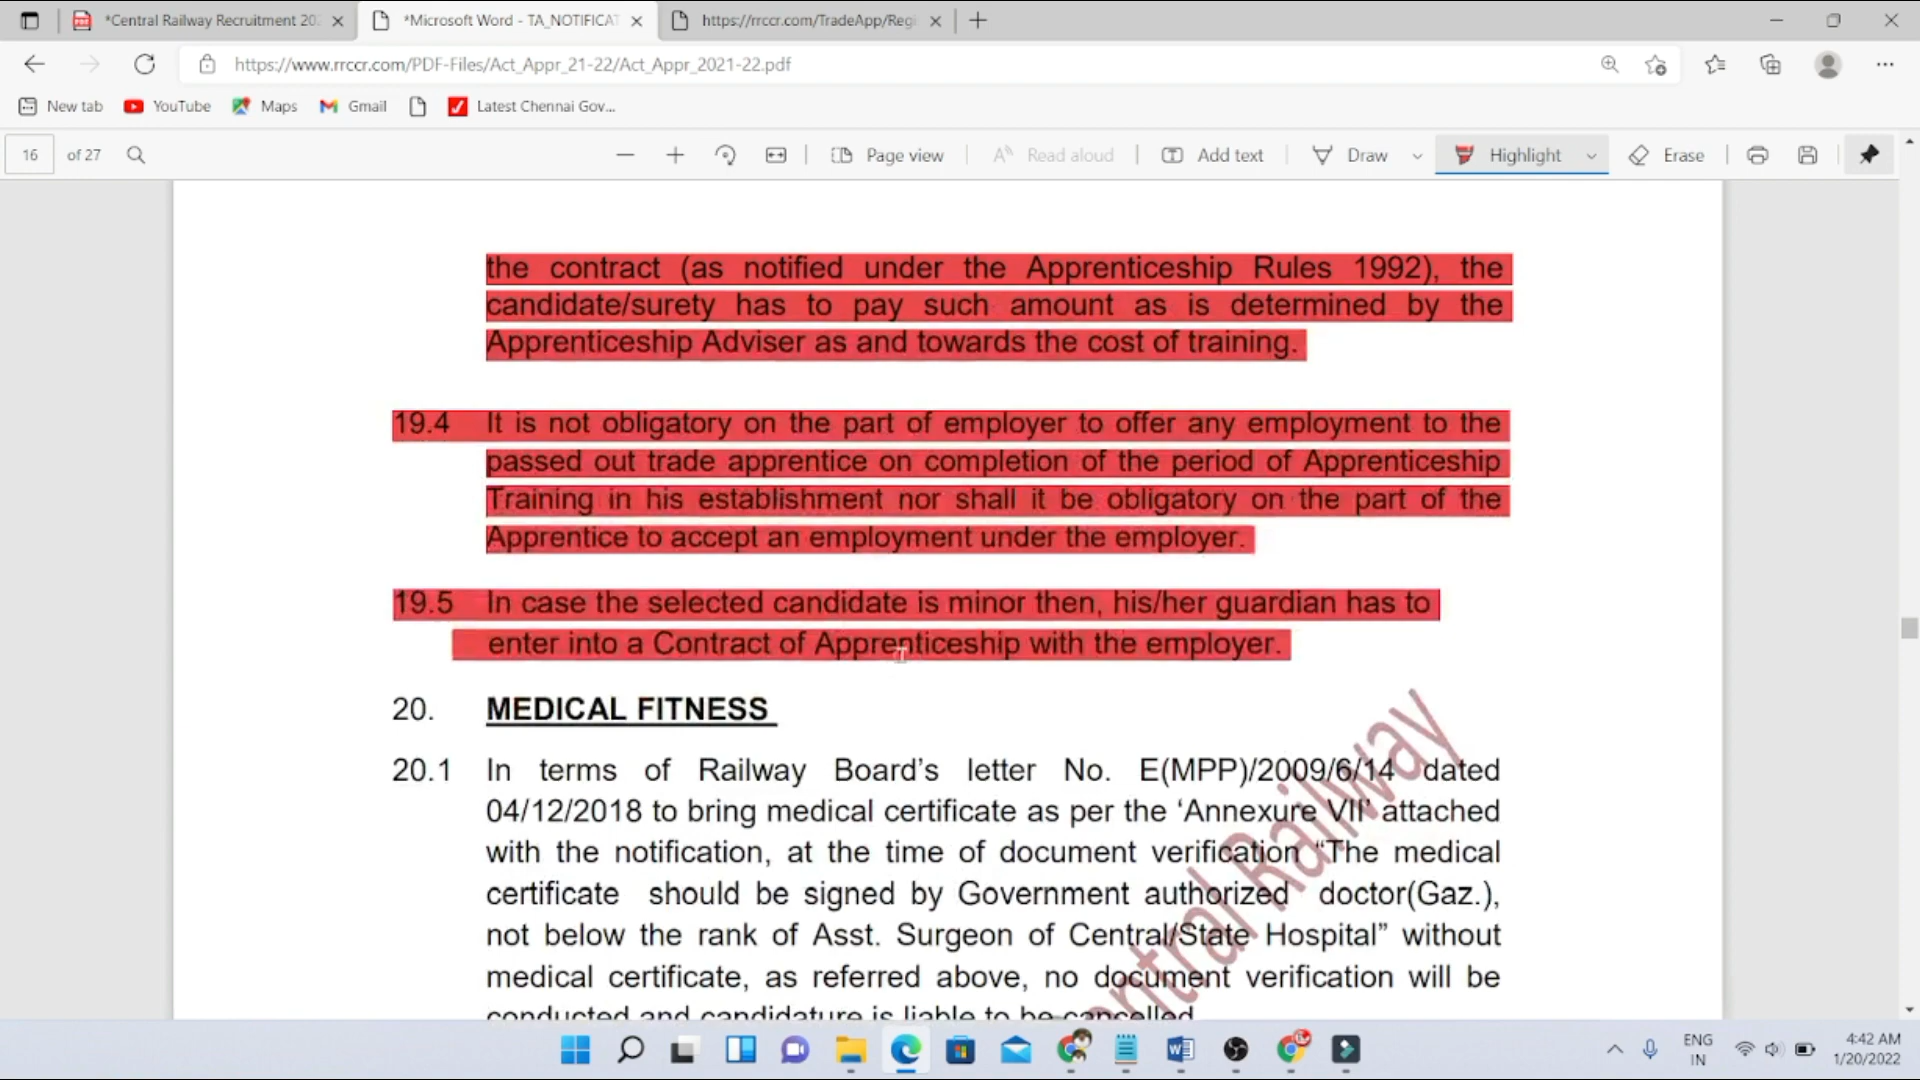 *Central Railway Recruitment 20
*Microsoft Word - TA_NOTIFICAT
https://rrccr.com/TradeApp/Regi
https://www.rrccr.com/PDF-Files/Act_Appr_21-22/Act_Appr_2021-22.pdf
New tab
YouTube
Maps
Gmail
Latest Chennai Gov...
16 of 27
Page view
Read aloud
Add text
Draw
Highlight
Erase
the contract (as notified under the Apprenticeship Rules 1992), the
candidate/surety has to pay such amount as is determined by the
Apprenticeship Adviser as and towards the cost of training.
19.4 It is not obligatory on the part of employer to offer any employment to the
passed out trade apprentice on completion of the period of Apprenticeship
Training in his establishment nor shall it be obligatory on the part of the
Apprentice to accept an employment under the employer.
19.5 In case the selected candidate is minor then, his/her guardian has to
enter into a Contract of Apprenticeship with the employer.
20. MEDICAL FITNESS
20.1 In terms of Railway Board's letter No. E(MPP)/2009/6/14 dated
04/12/2018 to bring medical certificate as per the ‘Annexure VII’ attached
with the notification, at the time of document verification “The medical
certificate should be signed by Government authorized doctor(Gaz.),
not below the rank of Asst. Surgeon of Central/State Hospital” without
medical certificate, as referred above, no document verification will be
conducted and candidature is liable to be cancelled
Central Railway
ENG
IN
4:42 AM
1/20/2022